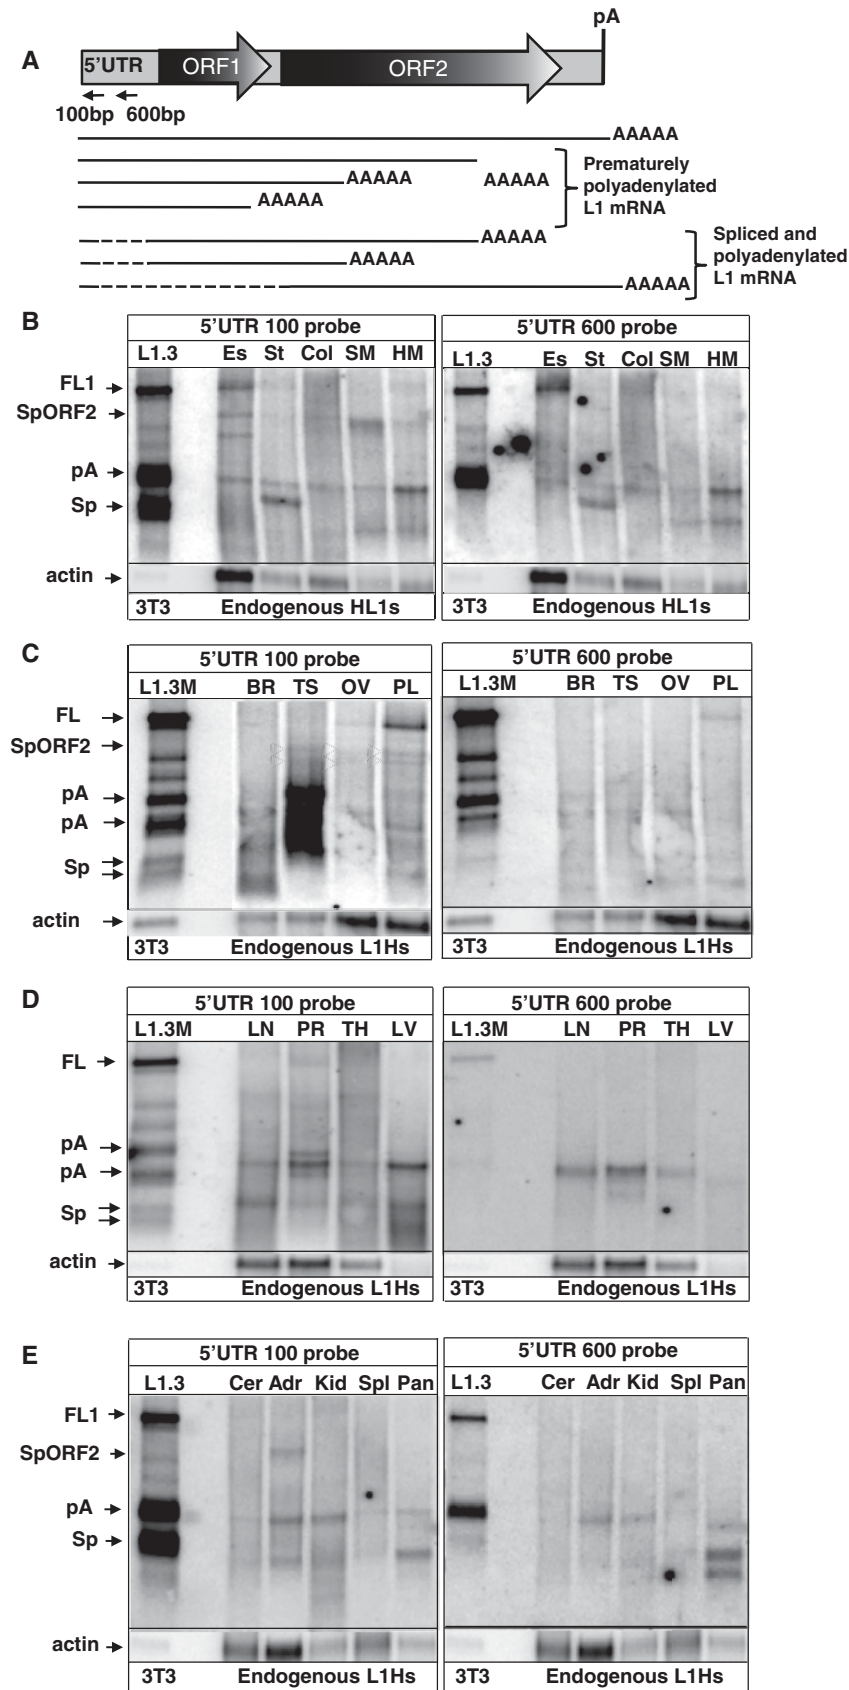 A
pA
5'UTR ORF1 ORF2
100bp 600bp
AAAAA
AAAAA AAAAA
AAAAA
Prematurely
polyadenylated
L1 mRNA
AAAAA
AAAAA
AAAAA
Spliced and
polyadenylated
L1 mRNA
B
5'UTR 100 probe
L1.3 Es St Col SM HM
FL1
SpORF2
pA
Sp
actin
3T3 Endogenous HL1s
5'UTR 600 probe
L1.3 Es St Col SM HM
3T3 Endogenous HL1s
C
5'UTR 100 probe
L1.3M BR TS OV PL
FL
SpORF2
pA
pA
Sp
actin
3T3 Endogenous L1Hs
5'UTR 600 probe
L1.3M BR TS OV PL
3T3 Endogenous L1Hs
D
5'UTR 100 probe
L1.3M LN PR TH LV
FL
pA
pA
Sp
actin
3T3 Endogenous L1Hs
5'UTR 600 probe
L1.3M LN PR TH LV
3T3 Endogenous L1Hs
E
5'UTR 100 probe
L1.3 Cer Adr Kid Spl Pan
FL1
SpORF2
pA
Sp
actin
3T3 Endogenous L1Hs
5'UTR 600 probe
L1.3 Cer Adr Kid Spl Pan
3T3 Endogenous L1Hs